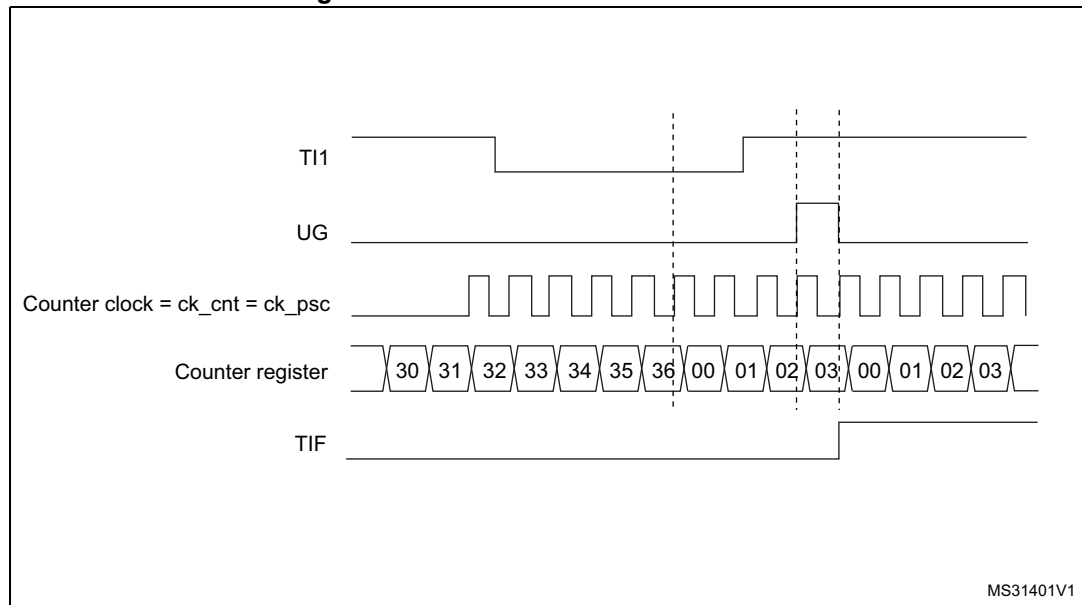 TI1
UG
Counter clock = ck_cnt = ck_psc
Counter register 30 31 32 33 34 35 36 00 01 02 03 00 01 02 03
TIF
MS31401V1